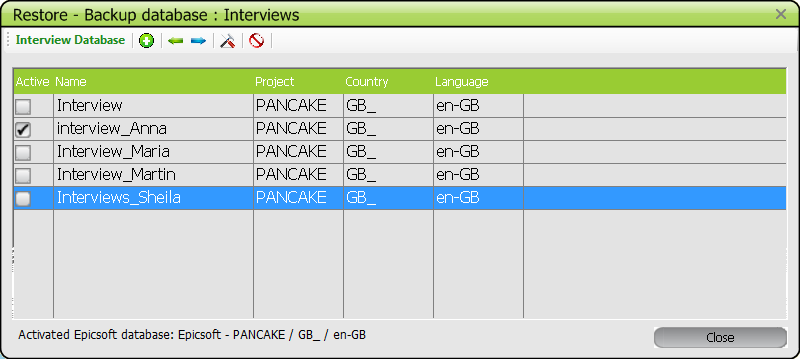 Restore - Backup database : Interviews
Interview Database
Active Name Project Country Language
Interview PANCAKE GB_ en-GB
interview_Anna PANCAKE GB_ en-GB
Interview_Maria PANCAKE GB_ en-GB
Interview_Martin PANCAKE GB_ en-GB
Interviews_Sheila PANCAKE GB_ en-GB
Activated Epicsoft database: Epicsoft - PANCAKE / GB_ / en-GB
Close